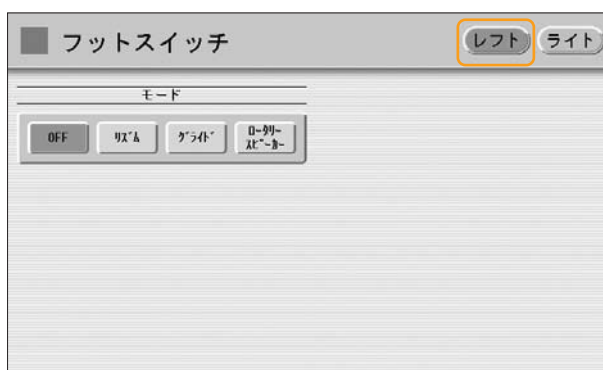 フットスイッチ
レフト
ライト
モード
OFF
リズム
グライド
ロータリー
スピーカー